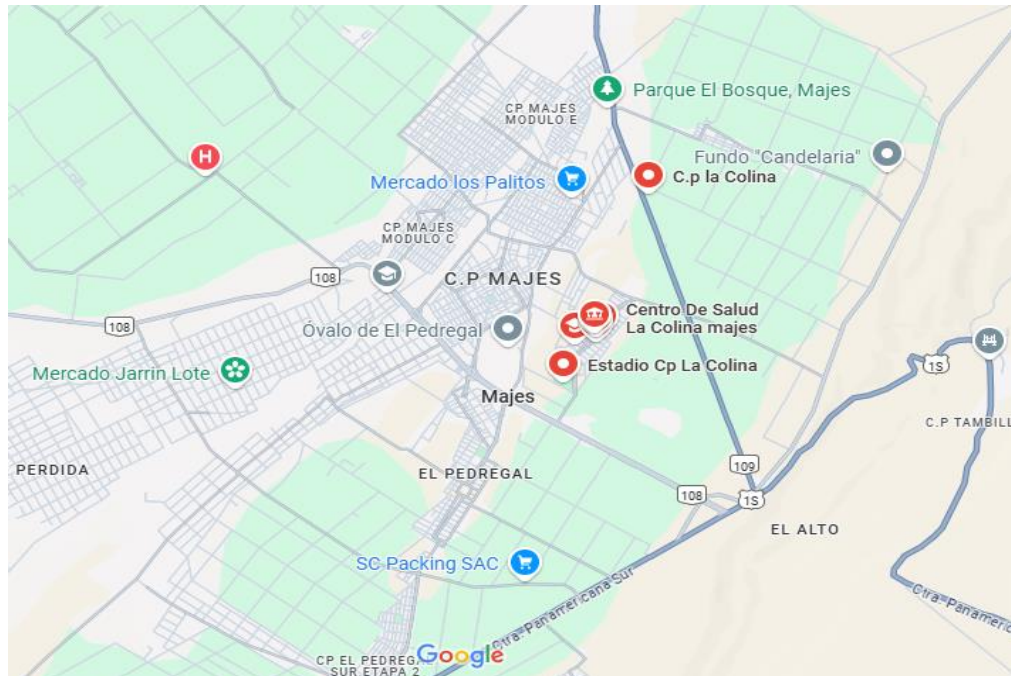 Parque El Bosque, Majes
CP MAJES
MODULO E
H
Fundo "Candelaria"
Mercado los Palitos
C.p la Colina
CP MAJES
MODULO C
108
C.P MAJES
Centro De Salud
La Colina majes
108
Óvalo de El Pedregal
1S
Mercado Jarrin Lote
Estadio Cp La Colina
Majes
C.P TAMBILL
PERDIDA
EL PEDREGAL
109
108
1S
EL ALTO
SC Packing SAC
Ctra. Panamericana Sur
Ctra. Panameric
CP EL PEDREG
SUR ETAPA 2
Google